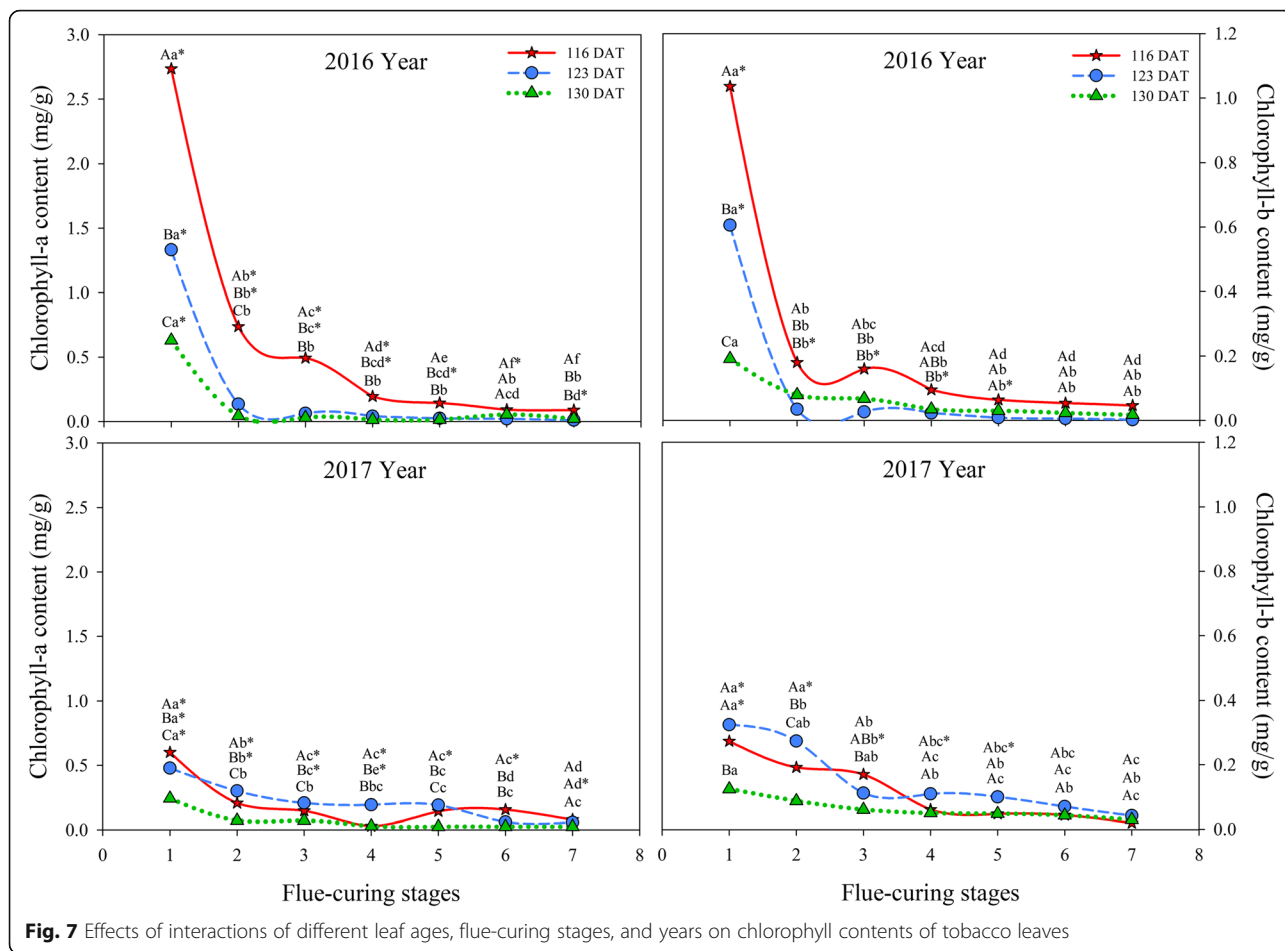 3.0
2.5
2.0
1.5
1.0
0.5
0.0
Chlorophyll-a content (mg/g)
2016 Year
116 DAT
123 DAT
130 DAT
Aa*
Ba*
Ca*
Ab*
Bb*
Cb
Ac*
Bc*
Bb
Ad*
Bcd*
Bb
Ae
Bcd*
Bb
Af*
Ab
Acd
Af
Bb
Bd*
2016 Year
116 DAT
123 DAT
130 DAT
Aa*
Ba*
Ca
Ab
Bb
Bb*
Abc
Bb
Bb*
Acd
ABb
Bb*
Ad
Ab
Ab*
Ad
Ab
Ab
Ad
Ab
Ab
1.2
1.0
0.8
0.6
0.4
0.2
0.0
Chlorophyll-b content (mg/g)
3.0
2.5
2.0
1.5
1.0
0.5
0.0
Chlorophyll-a content (mg/g)
2017 Year
Aa*
Ba*
Ca*
Ab*
Bb*
Cb
Ac*
Bc*
Cb
Ac*
Be*
Bbc
Ac*
Bc
Cc
Ac*
Bd
Bc
Ad
Ad*
Ac
0 1 2 3 4 5 6 7 8
Flue-curing stages
2017 Year
Aa*
Aa*
Ba
Aa*
Bb
Cab
Ab
ABb*
Bab
Abc*
Ac
Ab
Abc*
Ab
Ac
Abc
Ac
Ab
Ac
Ab
Ac
1.2
1.0
0.8
0.6
0.4
0.2
0.0
Chlorophyll-b content (mg/g)
0 1 2 3 4 5 6 7 8
Flue-curing stages
Fig. 7 Effects of interactions of different leaf ages, flue-curing stages, and years on chlorophyll contents of tobacco leaves